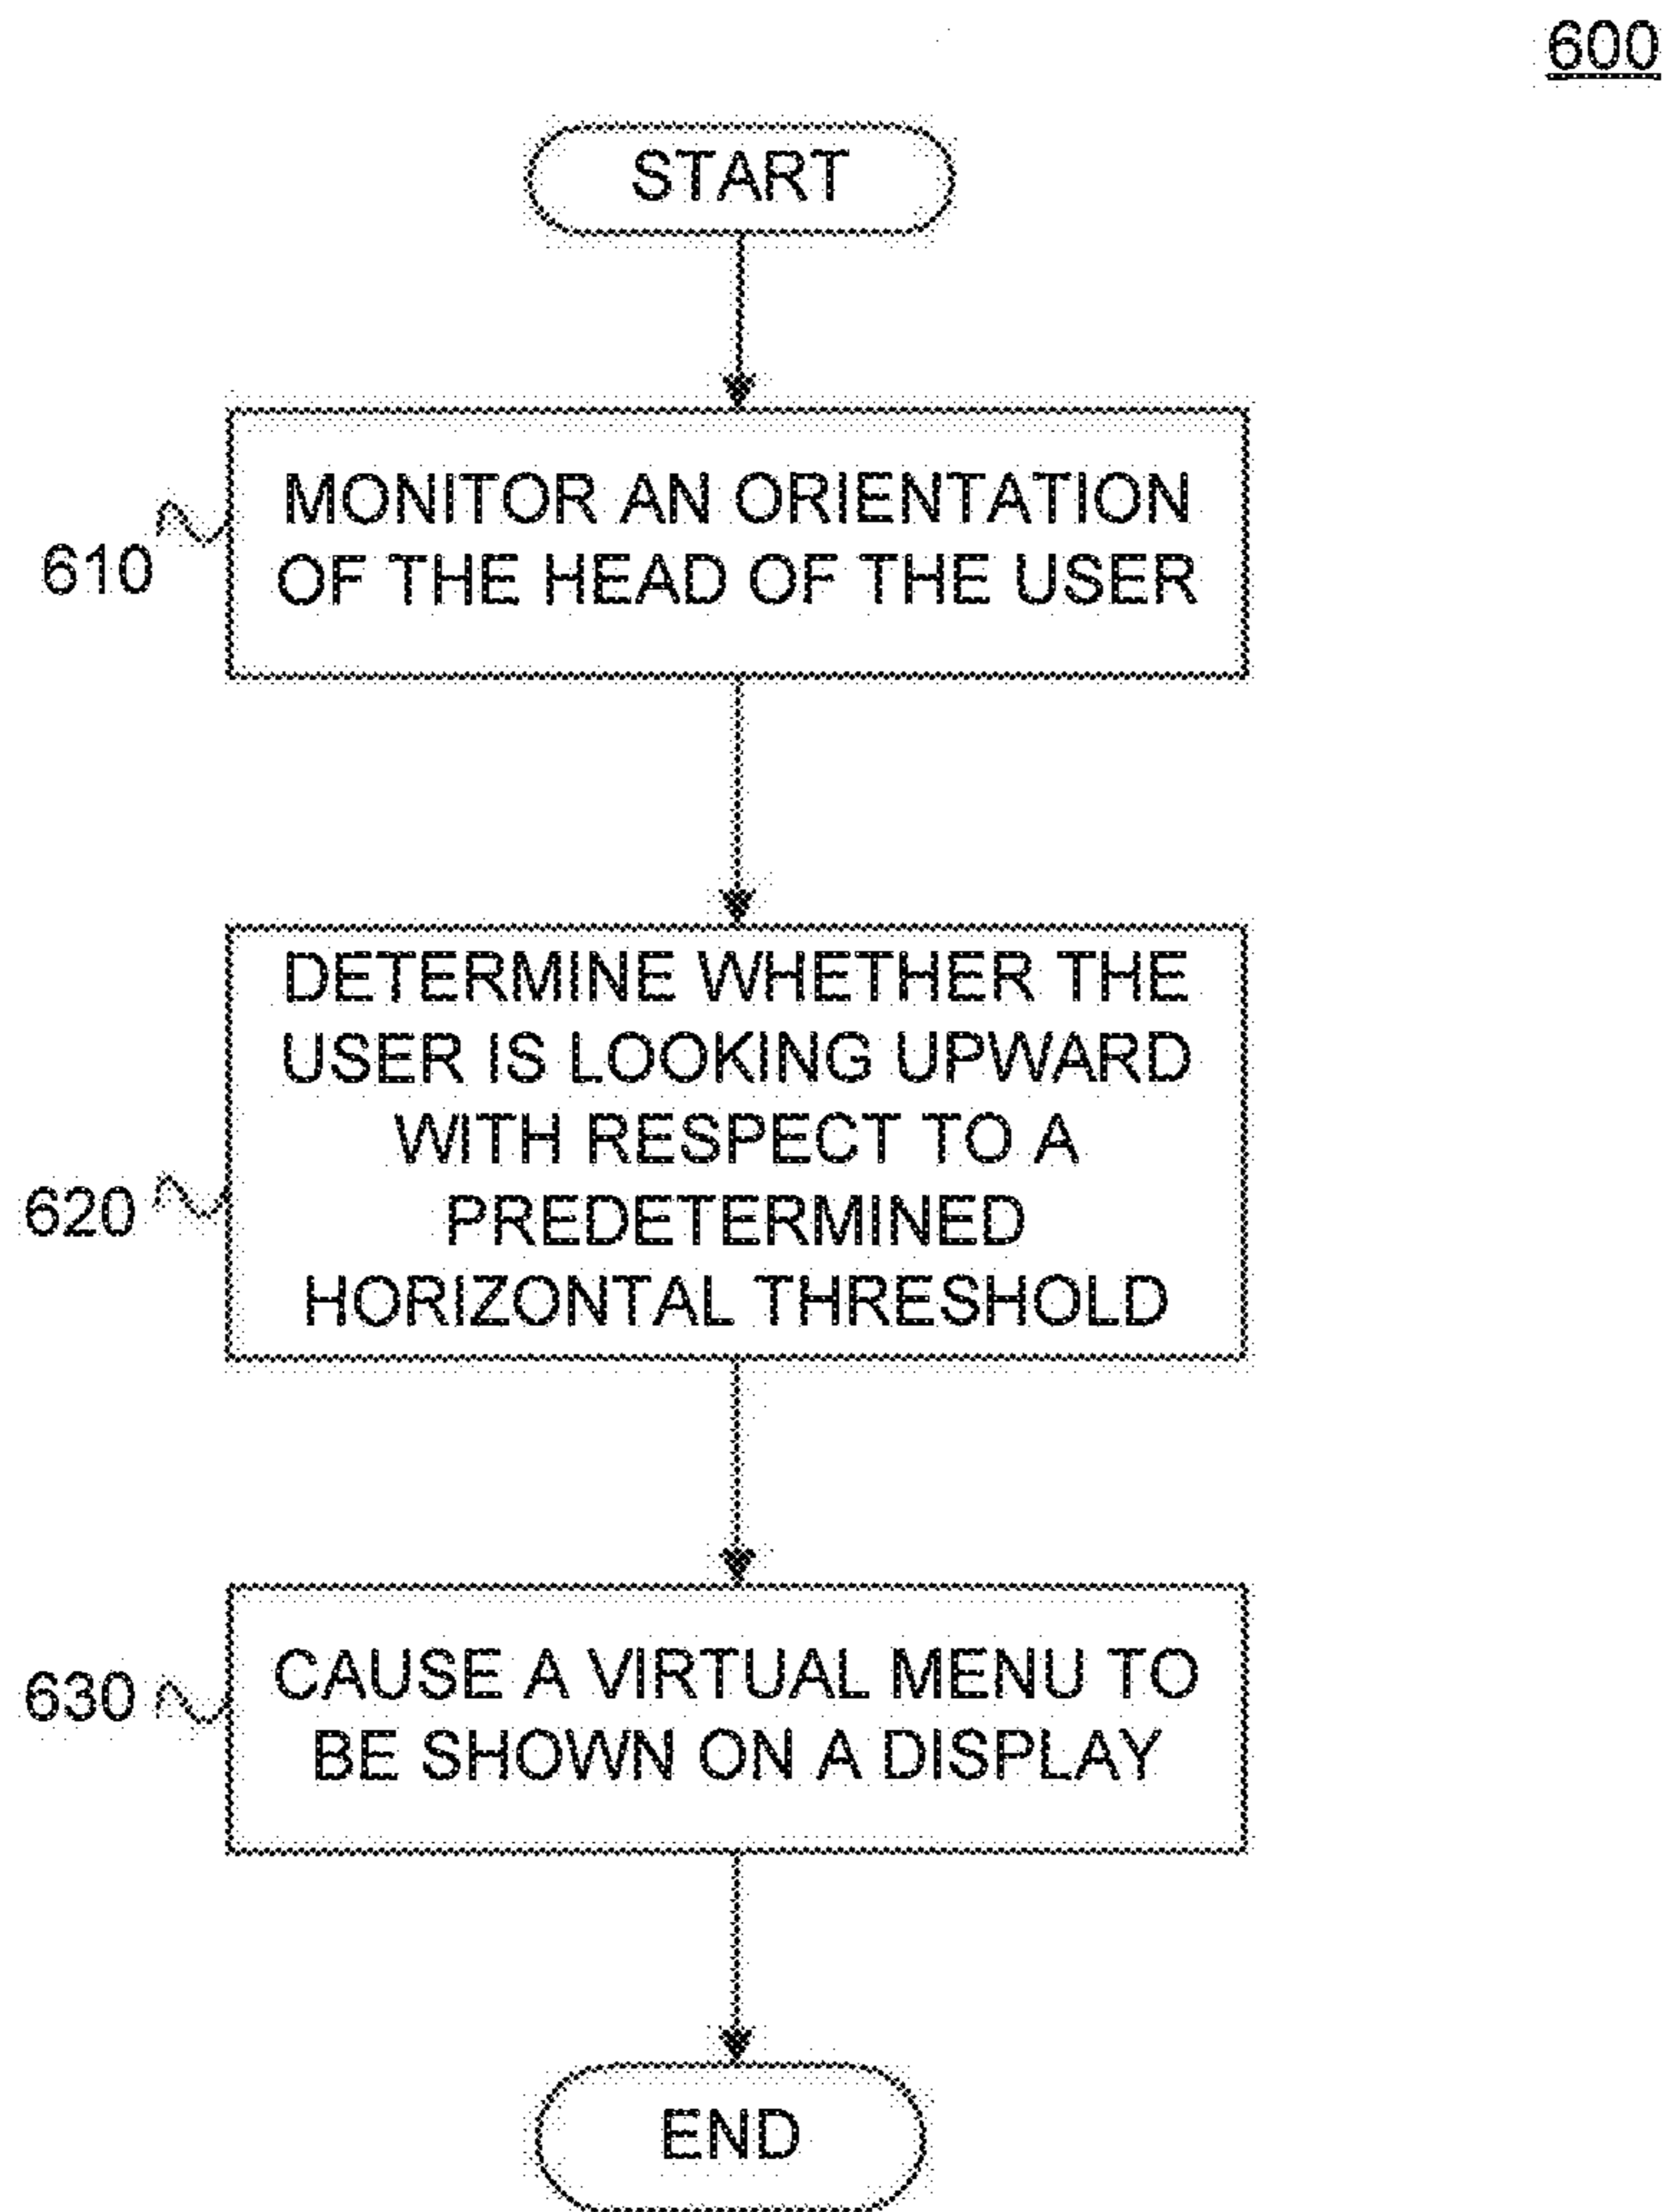 600
START
610
MONITOR AN ORIENTATION
OF THE HEAD OF THE USER
620
DETERMINE WHETHER THE
USER IS LOOKING UPWARD
WITH RESPECT TO A
PREDETERMINED
HORIZONTAL THRESHOLD
630
CAUSE A VIRTUAL MENU TO
BE SHOWN ON A DISPLAY
END